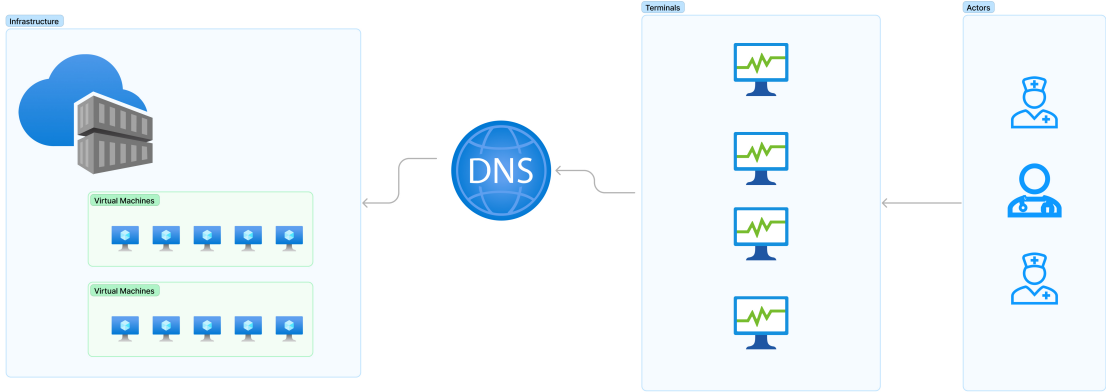 Infrastructure
Terminals
Actors
DNS
Virtual Machines
Virtual Machines